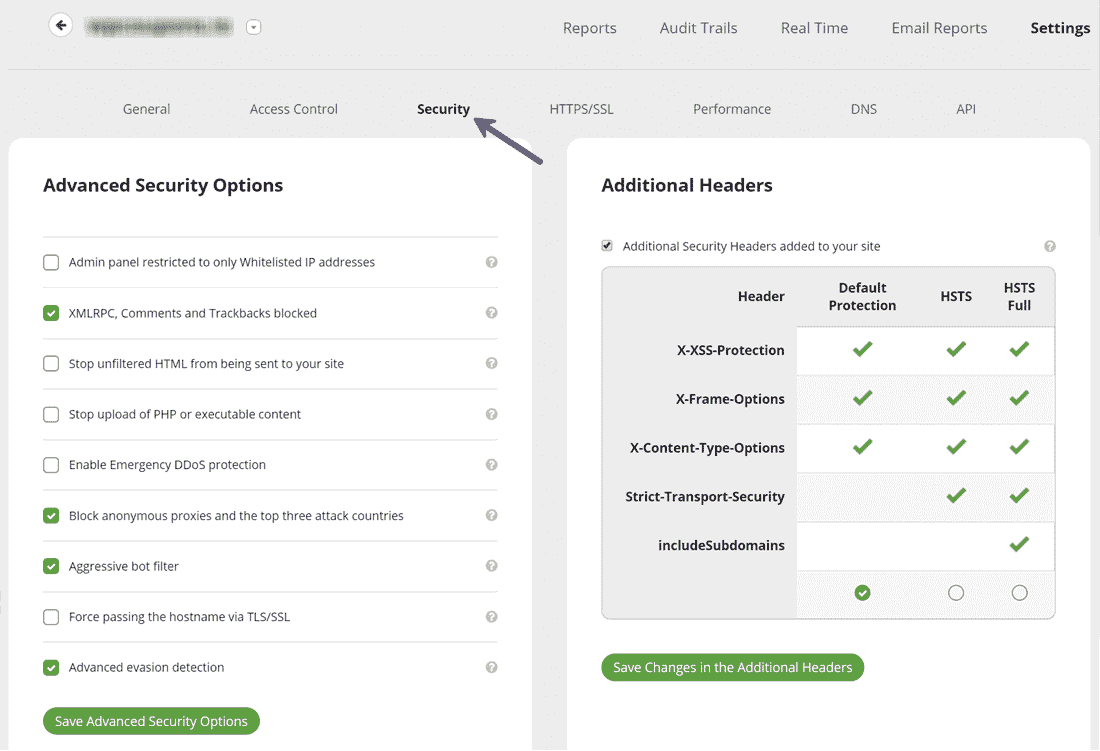 Reports Audit Trails Real Time Email Reports Settings
General Access Control Security HTTPS/SSL Performance DNS API
Advanced Security Options
Admin panel restricted to only Whitelisted IP addresses
XMLRPC, Comments and Trackbacks blocked
Stop unfiltered HTML from being sent to your site
Stop upload of PHP or executable content
Enable Emergency DDoS protection
Block anonymous proxies and the top three attack countries
Aggressive bot filter
Force passing the hostname via TLS/SSL
Advanced evasion detection
Save Advanced Security Options
Additional Headers
Additional Security Headers added to your site
Header Default Protection HSTS HSTS Full
X-XSS-Protection
X-Frame-Options
X-Content-Type-Options
Strict-Transport-Security
includeSubdomains
Save Changes in the Additional Headers